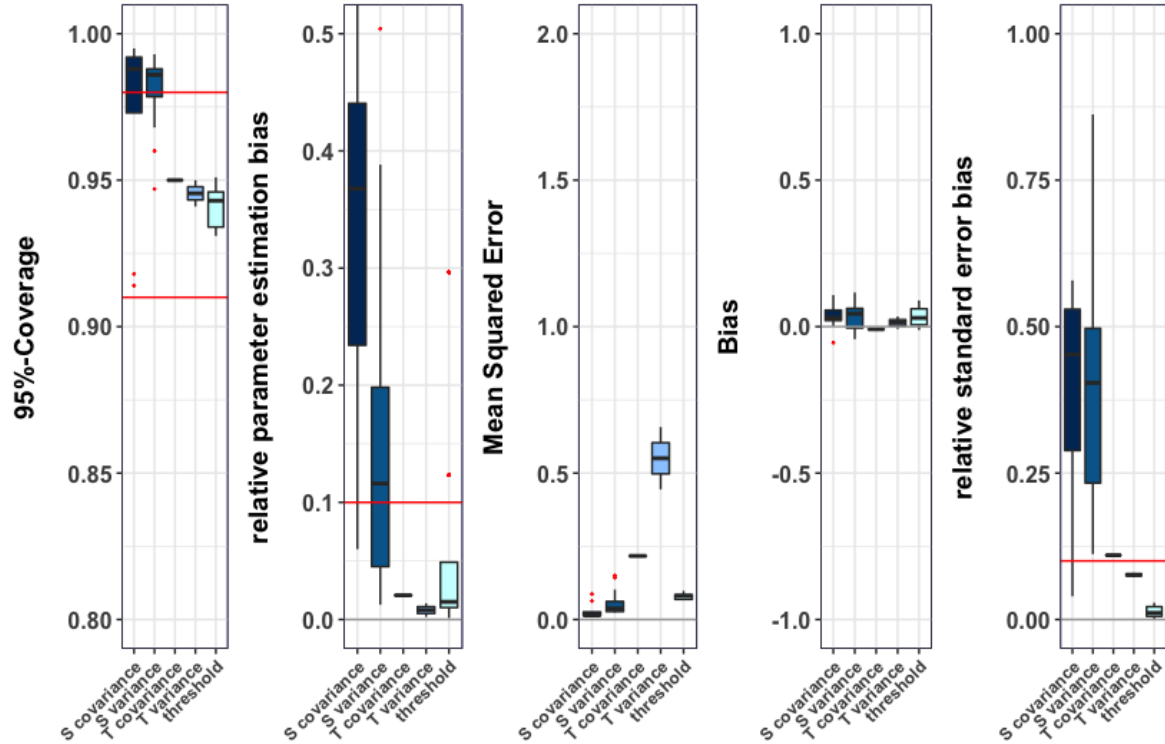 95%-Coverage
1.00
0.95
0.90
0.85
0.80
S covariance
S variance
T covariance
T variance
threshold
relative parameter estimation bias
0.5
0.4
0.3
0.2
0.1
0.0
S covariance
S variance
T covariance
T variance
threshold
Mean Squared Error
2.0
1.5
1.0
0.5
0.0
S covariance
S variance
T covariance
T variance
threshold
Bias
1.0
0.5
0.0
-0.5
-1.0
S covariance
S variance
T covariance
T variance
threshold
relative standard error bias
1.00
0.75
0.50
0.25
0.00
S covariance
S variance
T covariance
T variance
threshold